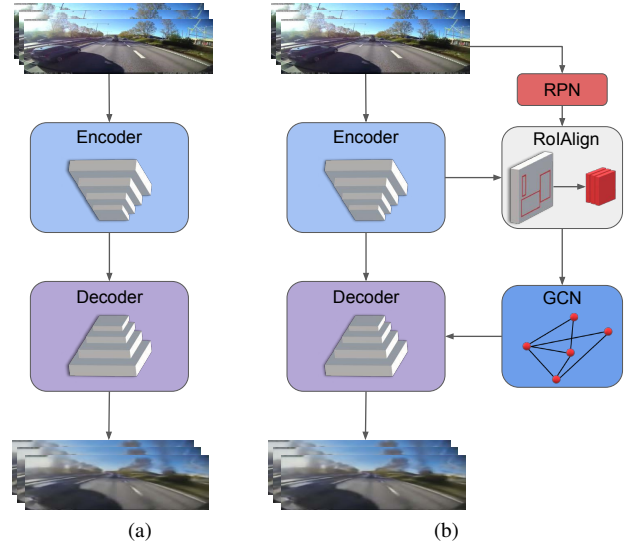 RPN
Encoder
Encoder
RoIAlign
Decoder
Decoder
GCN
(a)
(b)